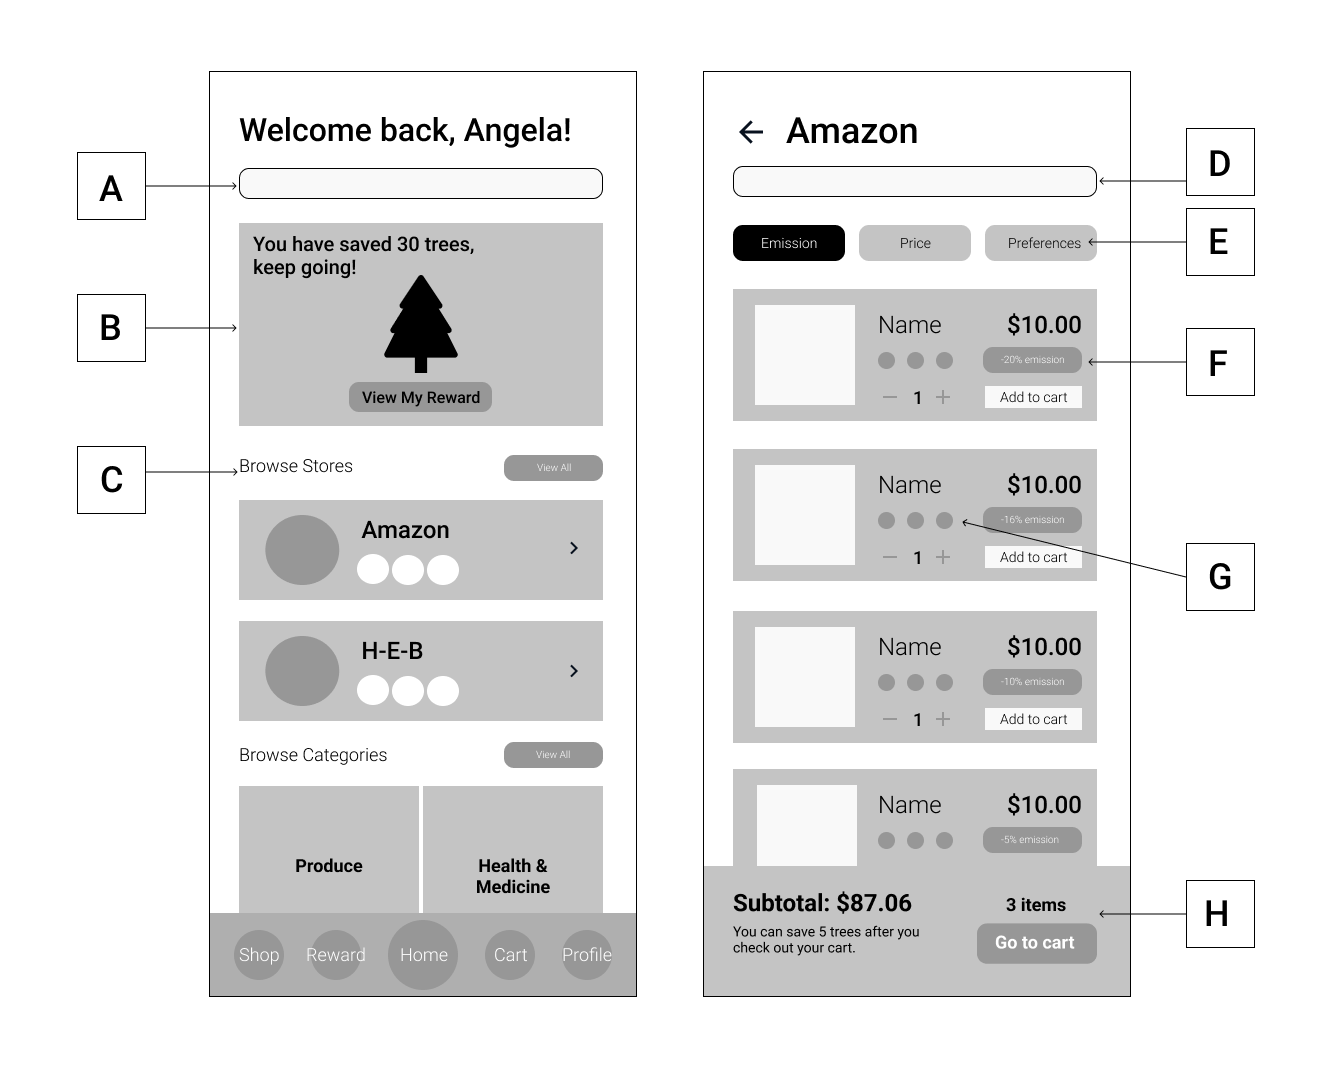 A
B
C
Welcome back, Angela!
You have saved 30 trees,
keep going!
View My Reward
Browse Stores
View All
Amazon
H-E-B
Browse Categories
View All
Produce
Health &
Medicine
Shop
Reward
Home
Cart
Profile
Amazon
Emission
Price
Preferences
Name
$10.00
-20% emission
1
Add to cart
Name
$10.00
-16% emission
1
Add to cart
Name
$10.00
-10% emission
1
Add to cart
Name
$10.00
-5% emission
Subtotal: $87.06
3 items
You can save 5 trees after you
check out your cart.
Go to cart
D
E
F
G
H